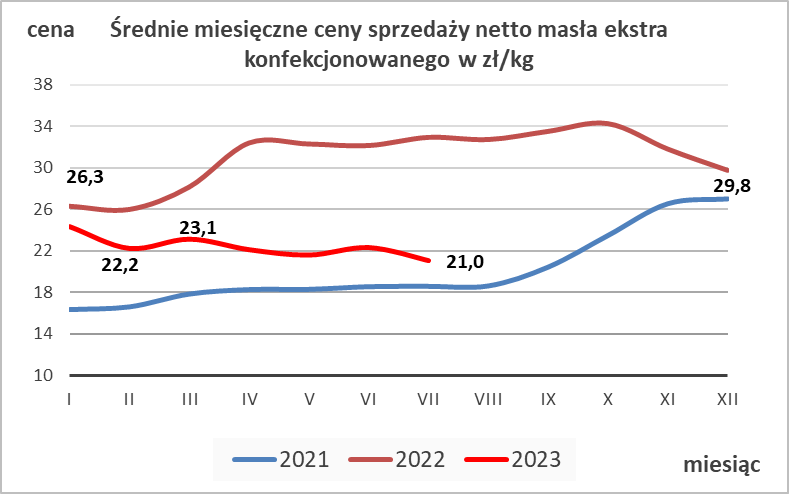 cena
Średnie miesięczne ceny sprzedaży netto masła ekstra
konfekcjonowanego w zł/kg
38
34
30
26
22
18
14
10
26,3
22,2
23,1
21,0
29,8
I II III IV V VI VII VIII IX X XI XII
2021 2022 2023
miesiąc